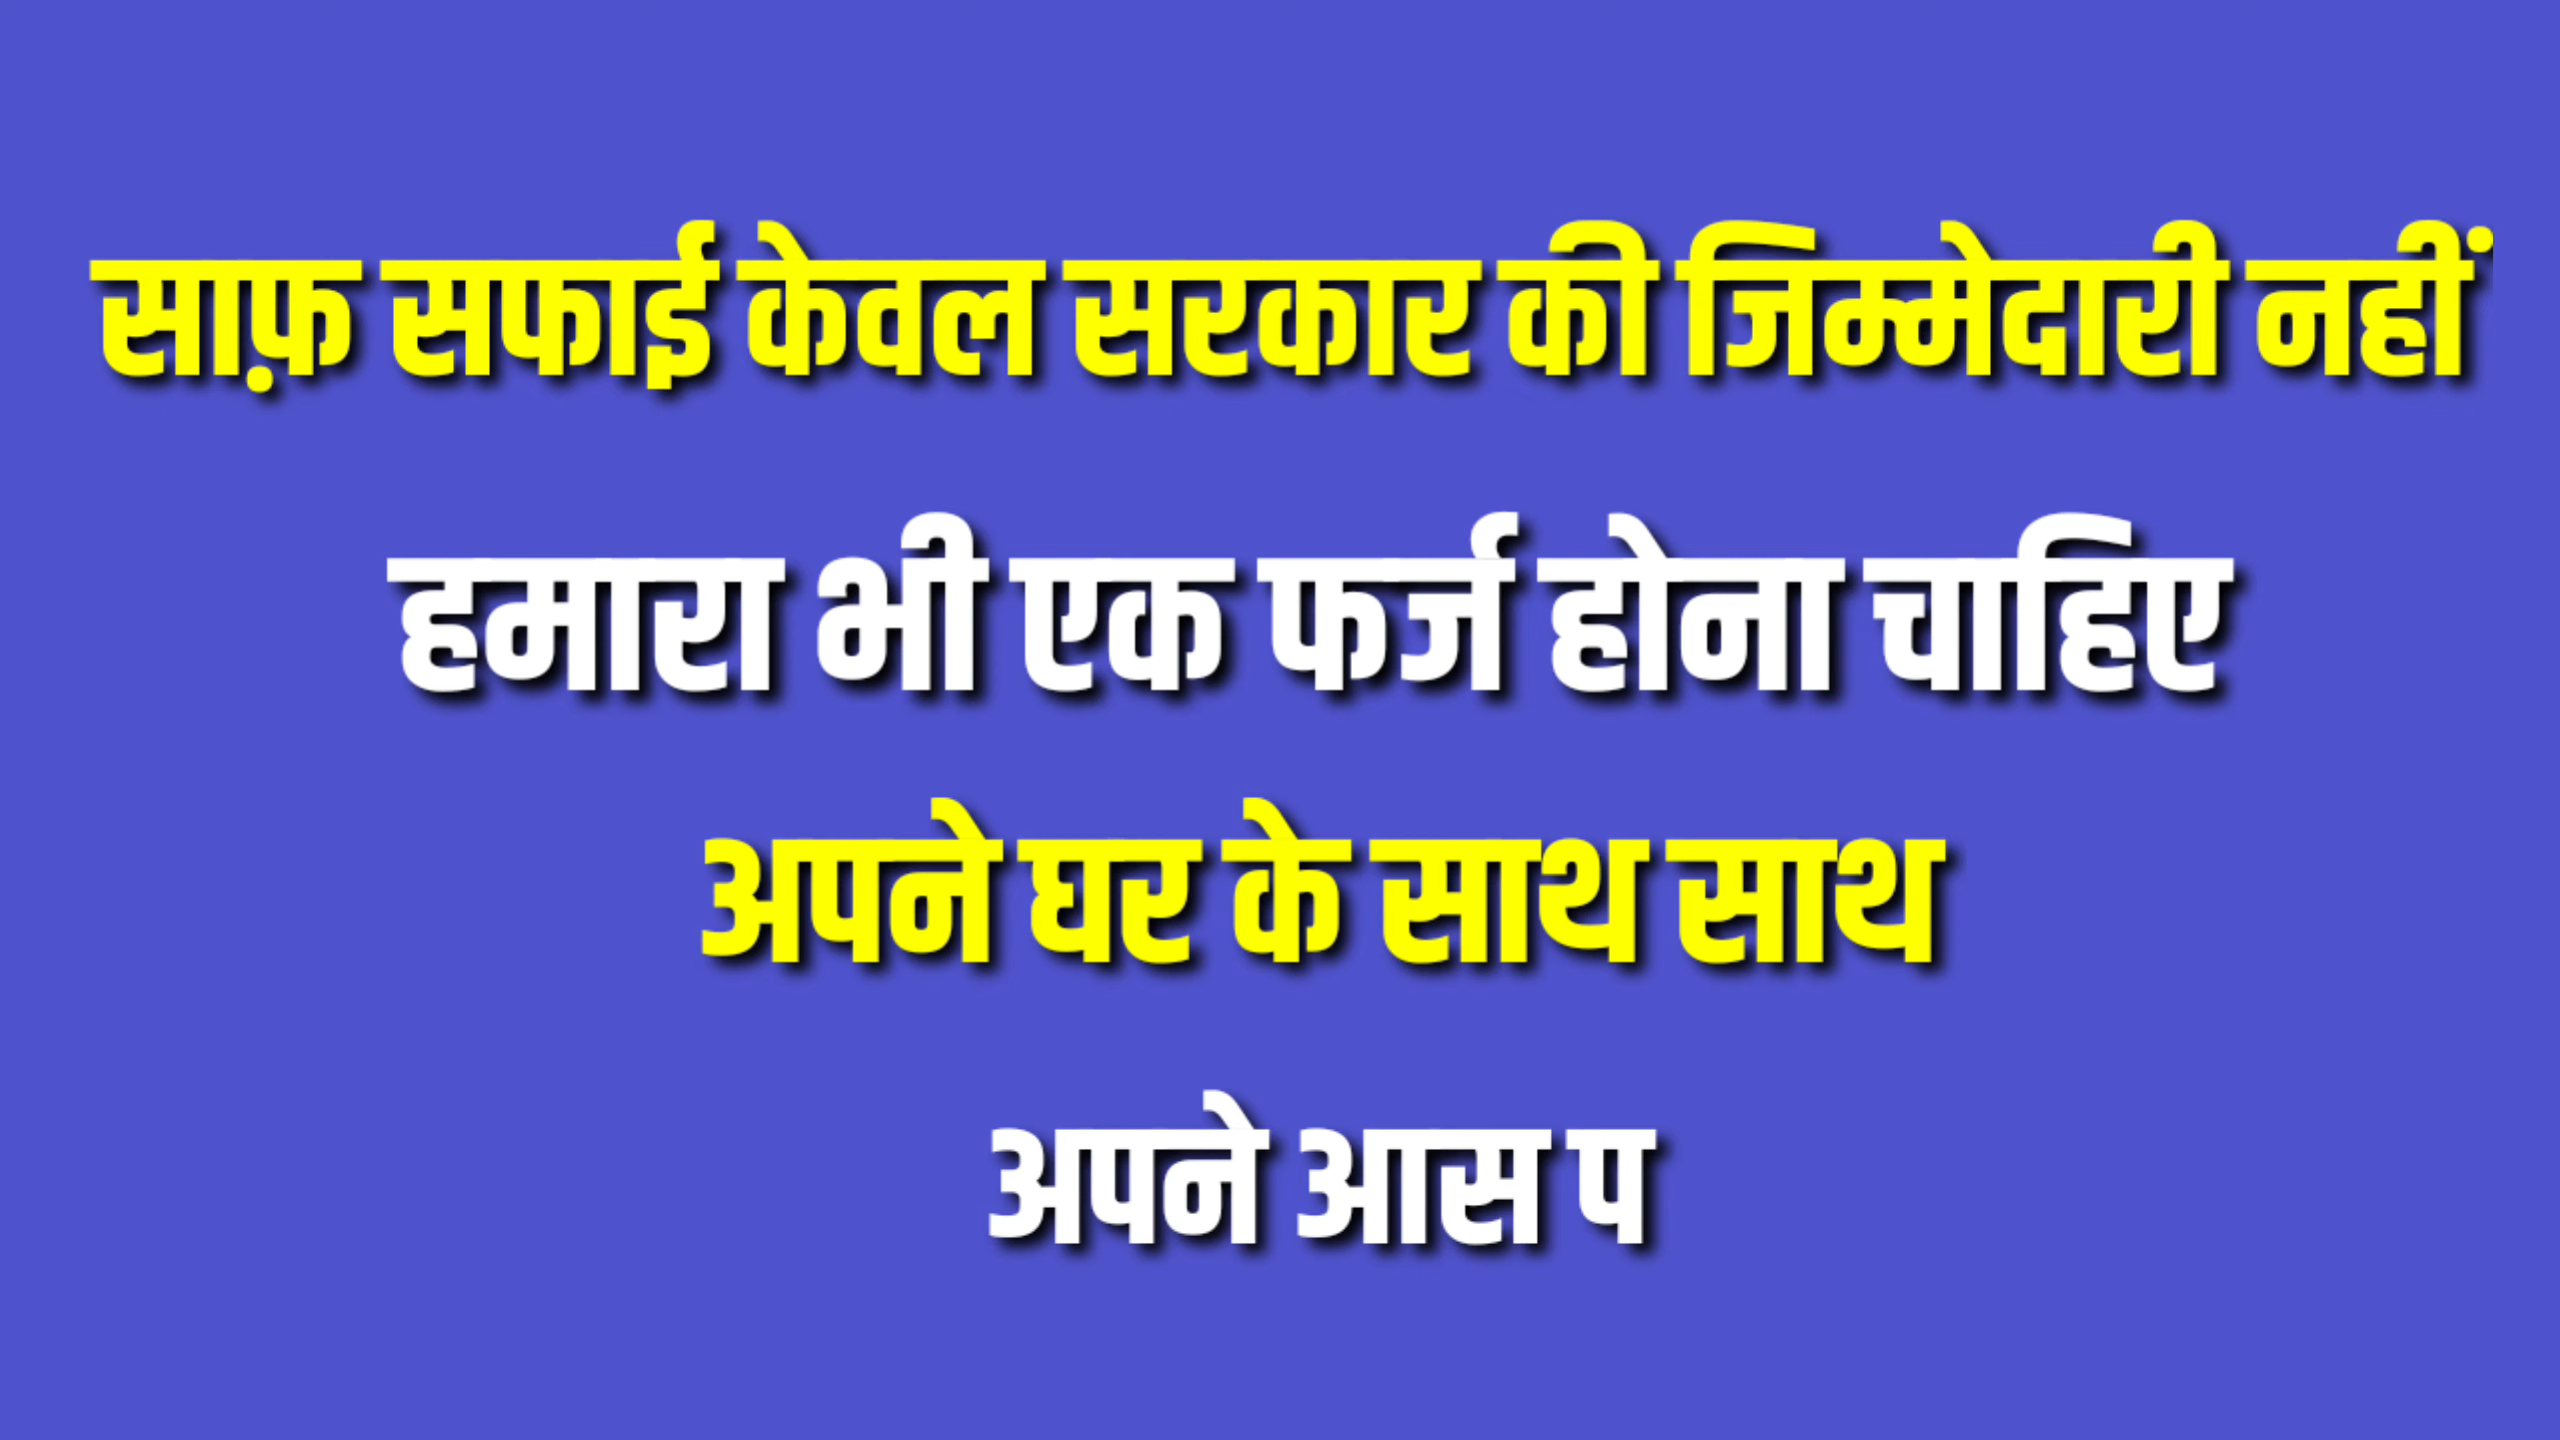 साफ़ सफाई केवल सरकार की जिम्मेदारी नहीं
हमारा भी एक फर्ज होना चाहिए
अपने घर के साथ साथ
अपने आस प